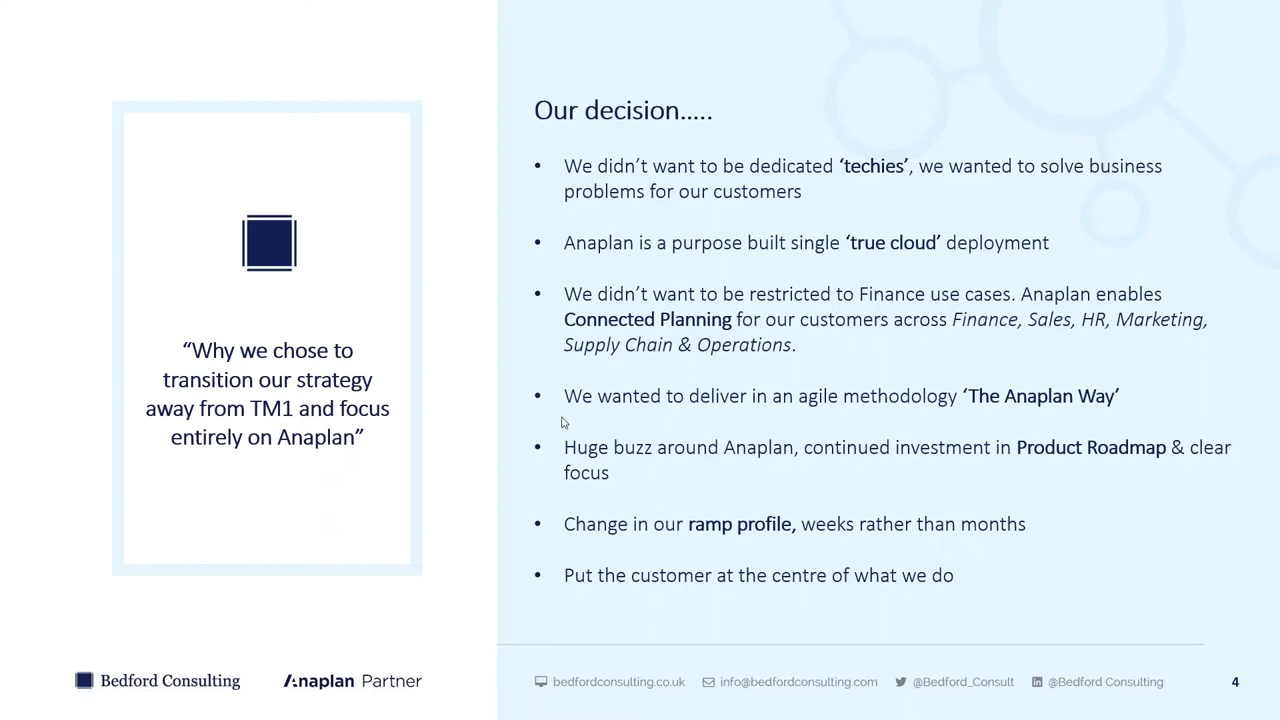 “Why we chose to
transition our strategy
away from TM1 and focus
entirely on Anaplan”
Our decision.....
• We didn’t want to be dedicated ‘techies’, we wanted to solve business
problems for our customers
• Anaplan is a purpose built single ‘true cloud’ deployment
• We didn’t want to be restricted to Finance use cases. Anaplan enables
Connected Planning for our customers across Finance, Sales, HR, Marketing,
Supply Chain & Operations.
• We wanted to deliver in an agile methodology ‘The Anaplan Way’
• Huge buzz around Anaplan, continued investment in Product Roadmap & clear
focus
• Change in our ramp profile, weeks rather than months
• Put the customer at the centre of what we do
Bedford Consulting
Anaplan Partner
bedfordconsulting.co.uk
info@bedfordconsulting.com
@Bedford_Consult
@Bedford Consulting
4